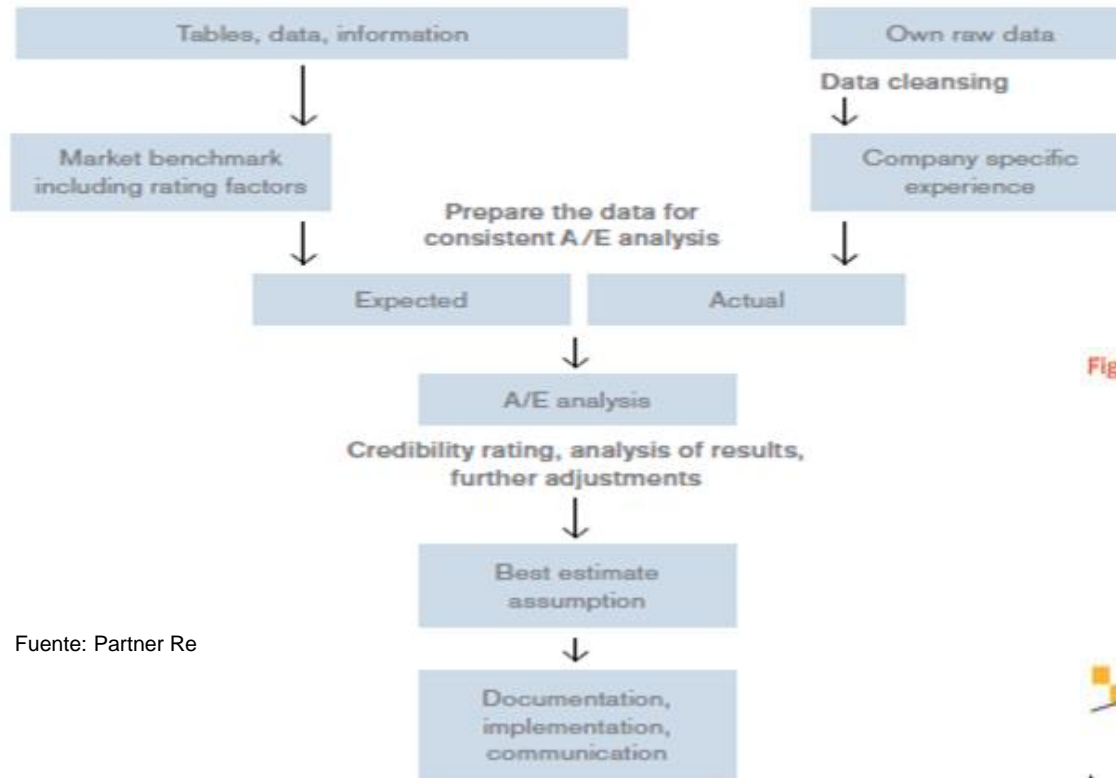 Tables, data, information
Own raw data
Data cleansing
Market benchmark
including rating factors
Company specific
experience
Prepare the data for
consistent A/E analysis
Expected
Actual
Fig
A/E analysis
Credibility rating, analysis of results,
further adjustments
Best estimate
assumption
Fuente: Partner Re
Documentation,
implementation,
communication